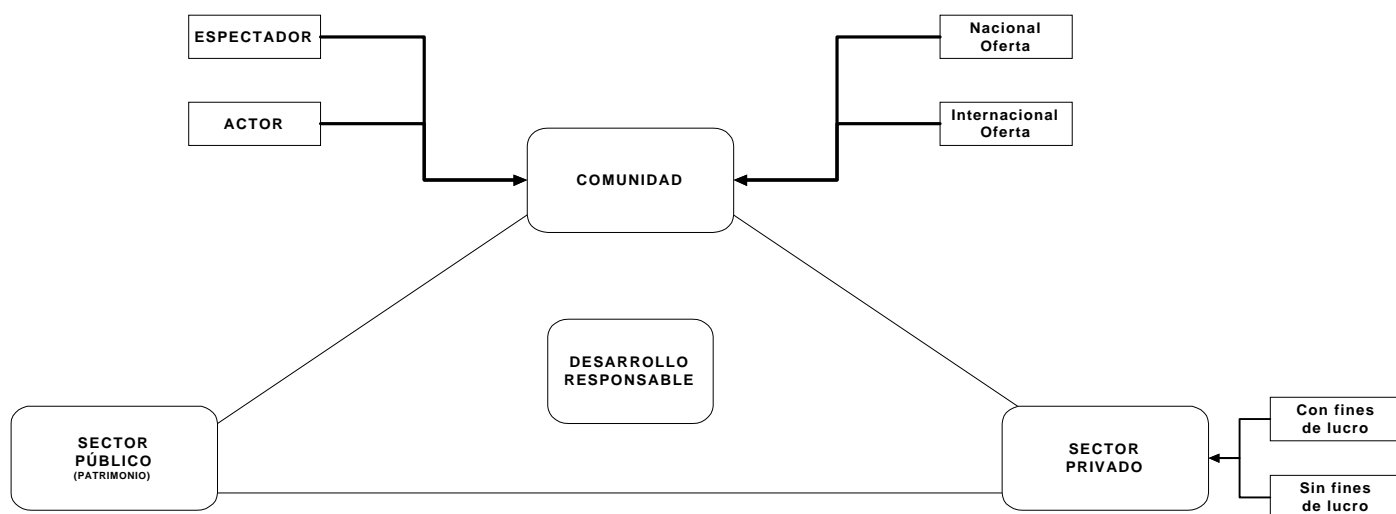 ESPECTADOR
Nacional
Oferta
ACTOR
Internacional
Oferta
COMUNIDAD
DESARROLLO
RESPONSABLE
SECTOR
PÚBLICO
(PATRIMONIO)
SECTOR
PRIVADO
Con fines
de lucro
Sin fines
de lucro